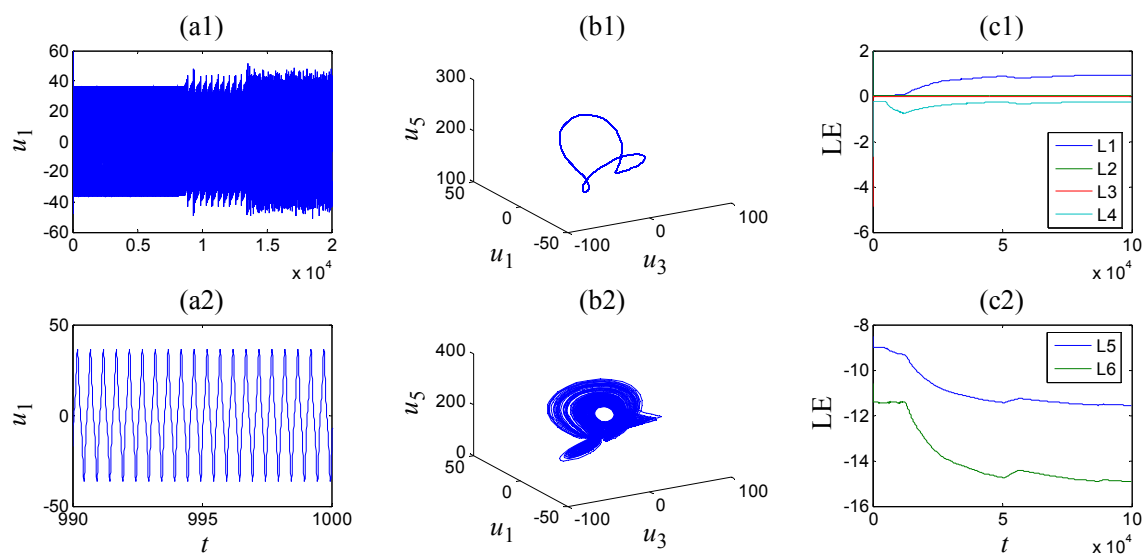 (a1)
60
40
20
0
-20
-40
-60
u1
0
0.5
1
1.5
2
x 10^4
(b1)
300
200
100
u5
50
0
-50
u1
-100
0
100
u3
(c1)
2
0
-2
-4
-6
LE
L1
L2
L3
L4
0
5
10
x 10^4
(a2)
50
0
-50
u1
990
995
1000
t
(b2)
400
200
0
u5
50
0
-50
u1
-100
0
100
u3
(c2)
-8
-10
-12
-14
-16
LE
L5
L6
0
5
10
x 10^4
t